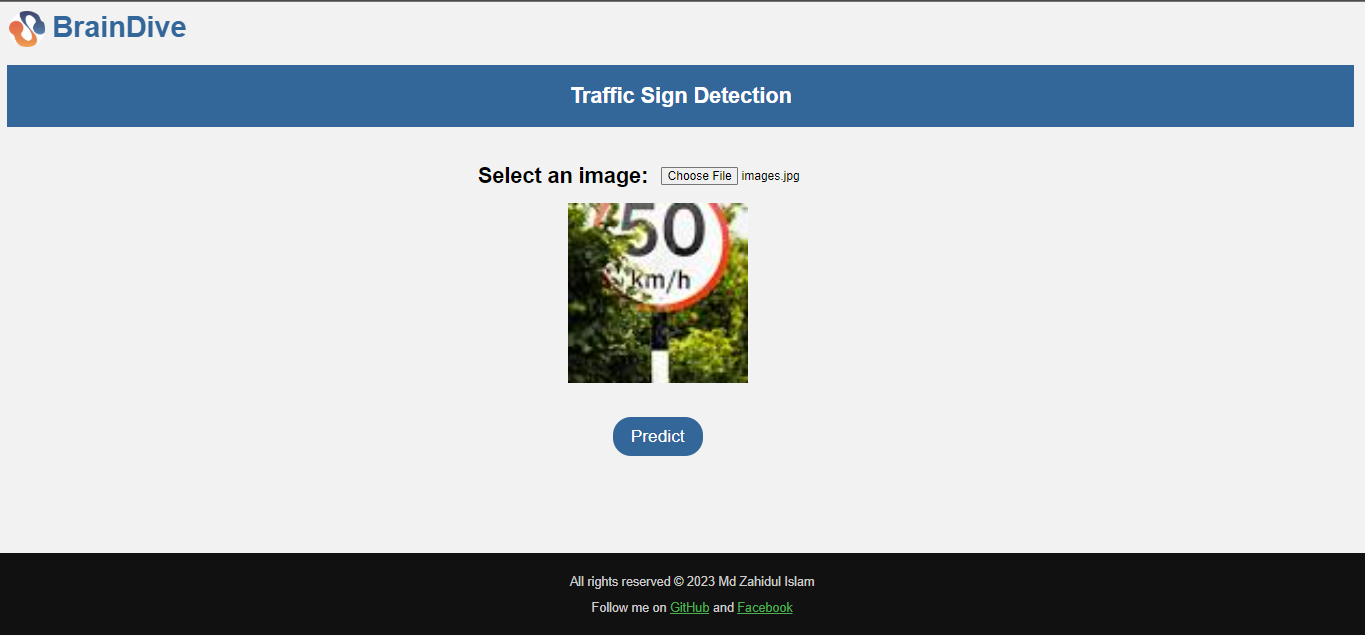 BrainDive
Traffic Sign Detection
Select an image: Choose File images.jpg
50
km/h
Predict
All rights reserved © 2023 Md Zahidul Islam
Follow me on GitHub and Facebook